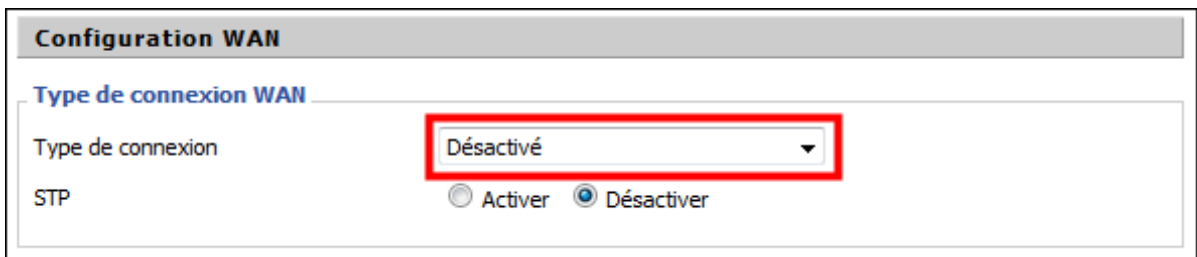 Configuration WAN
Type de connexion WAN
Type de connexion Désactivé
STP Activer Désactiver